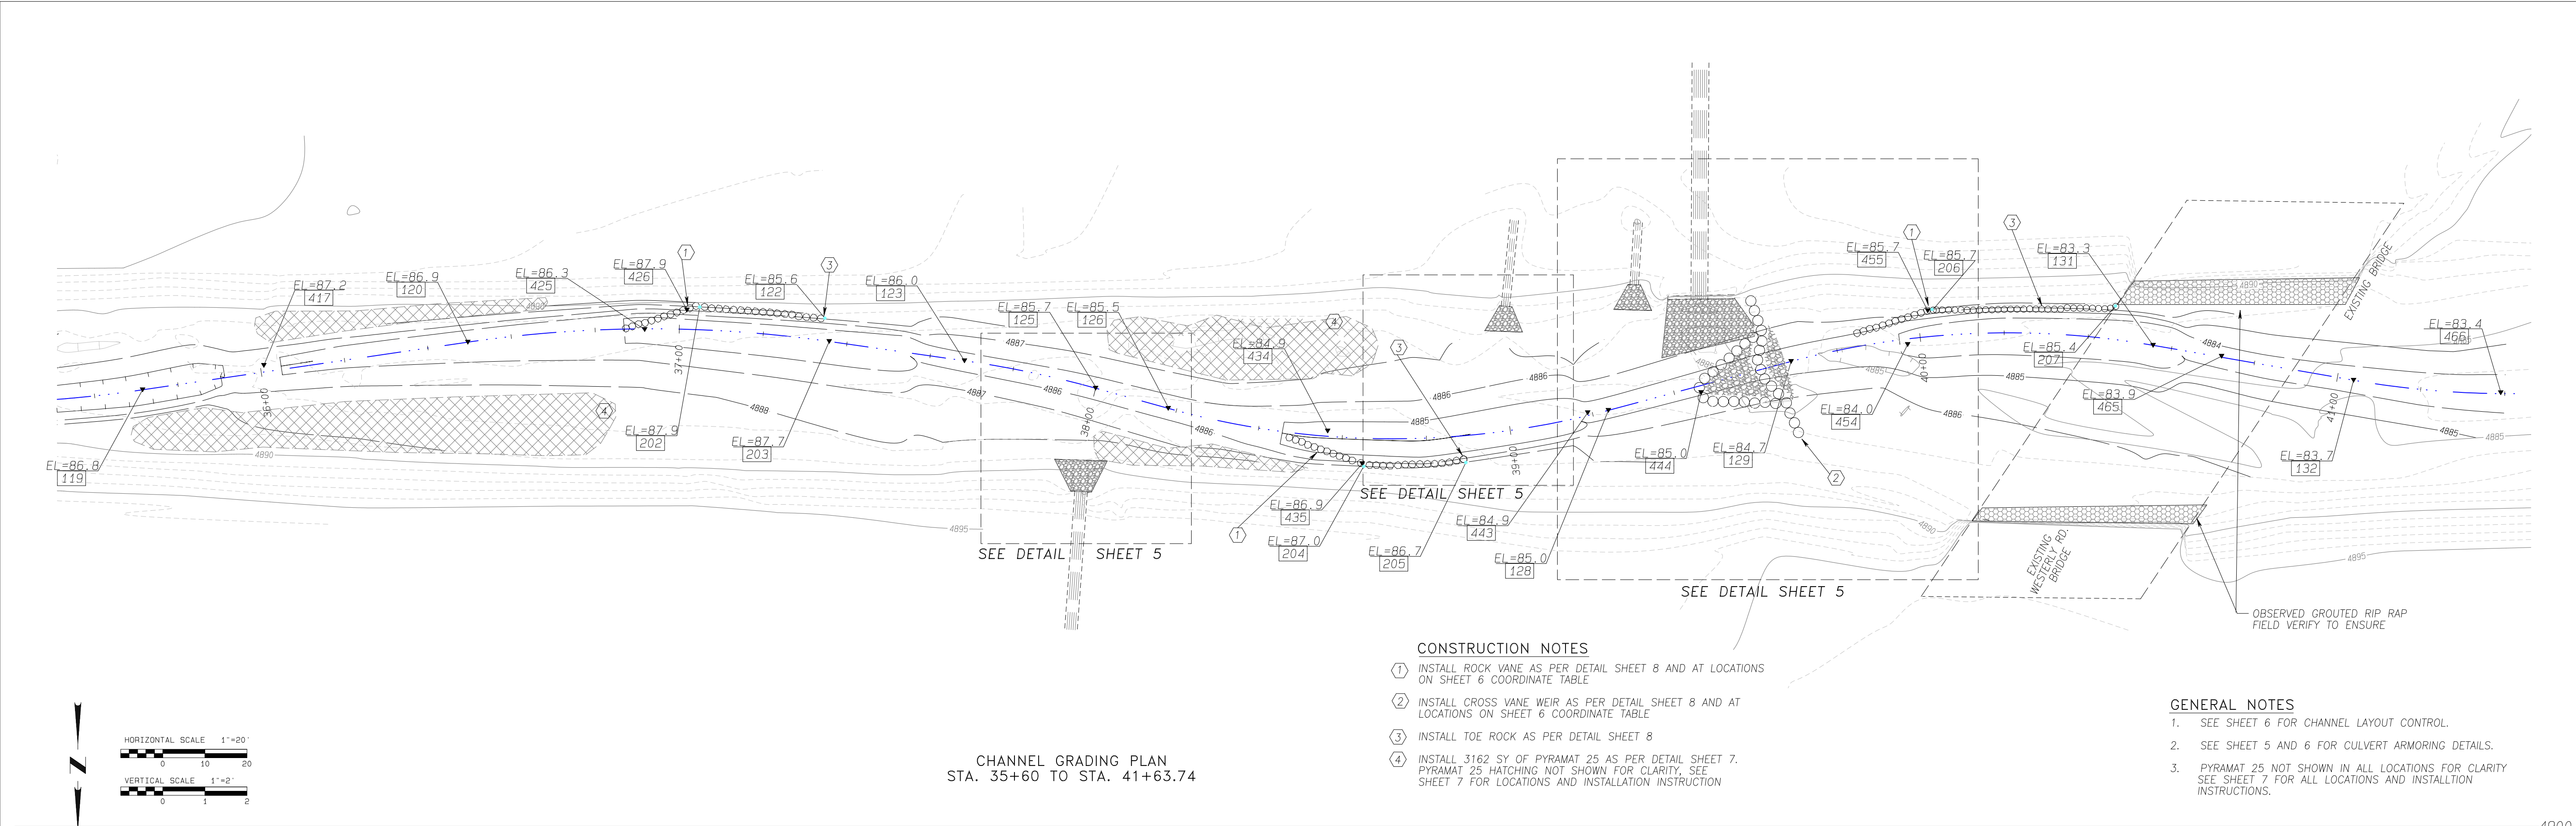 EL=87.2
417
EL=86.9
120
EL=86.3
425
EL=87.9
426
1
EL=85.6
122
3
EL=86.0
123
EL=85.7
125
EL=85.5
126
4
EL=84.9
434
3
EL=85.7
455
1
EL=85.7
206
3
EL=83.3
131
EXISTING BRIDGE
EL=83.4
466
4890
4890
4887
4886
4887
4888
4886
4886
4886
4885
4885
4885
4885
4886
4884
4885
4885
36+00
37+00
38+00
39+00
40+00
41+00
4
EL=86.8
119
4890
EL=87.9
202
EL=87.7
203
4895
SEE DETAIL SHEET 5
EL=86.9
435
1
EL=87.0
204
SEE DETAIL SHEET 5
EL=86.7
205
EL=84.9
443
EL=85.0
128
EL=85.0
444
EL=84.7
129
EL=84.0
454
2
EL=85.4
207
EL=83.9
465
EL=83.7
132
4890
4895
SEE DETAIL SHEET 5
EXISTING
WESTERLY RD.
BRIDGE
OBSERVED GROUTED RIP RAP
FIELD VERIFY TO ENSURE
CONSTRUCTION NOTES
1 INSTALL ROCK VANE AS PER DETAIL SHEET 8 AND AT LOCATIONS
ON SHEET 6 COORDINATE TABLE
2 INSTALL CROSS VANE WEIR AS PER DETAIL SHEET 8 AND AT
LOCATIONS ON SHEET 6 COORDINATE TABLE
3 INSTALL TOE ROCK AS PER DETAIL SHEET 8
4 INSTALL 3162 SY OF PYRAMAT 25 AS PER DETAIL SHEET 7.
PYRAMAT 25 HATCHING NOT SHOWN FOR CLARITY, SEE
SHEET 7 FOR LOCATIONS AND INSTALLATION INSTRUCTION
GENERAL NOTES
1. SEE SHEET 6 FOR CHANNEL LAYOUT CONTROL.
2. SEE SHEET 5 AND 6 FOR CULVERT ARMORING DETAILS.
3. PYRAMAT 25 NOT SHOWN IN ALL LOCATIONS FOR CLARITY
SEE SHEET 7 FOR ALL LOCATIONS AND INSTALLTION
INSTRUCTIONS.
N
HORIZONTAL SCALE 1"=20'
0 10 20
VERTICAL SCALE 1"=2'
0 1 2
CHANNEL GRADING PLAN
STA. 35+60 TO STA. 41+63.74